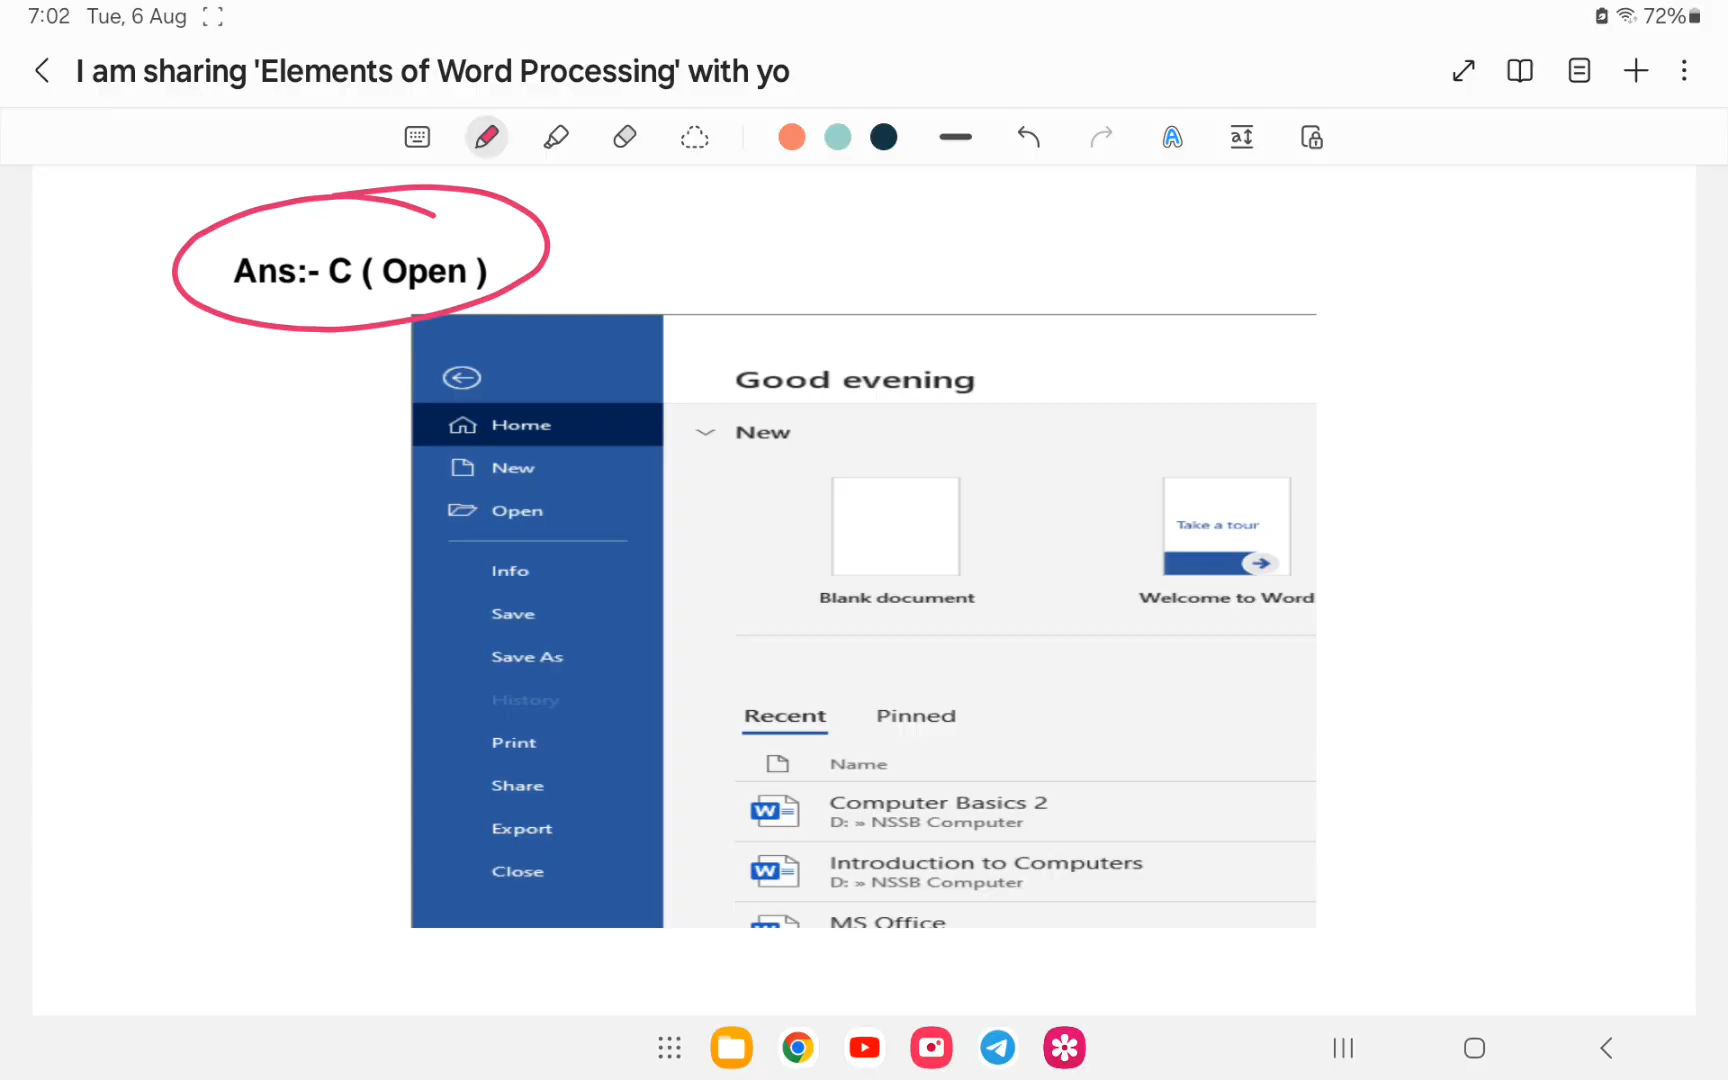 7:02 Tue, 6 Aug 72%
I am sharing 'Elements of Word Processing' with yo
Ans:- C ( Open )
Good evening
Home
New
New
Open
Take a tour
Info
Blank document
Welcome to Word
Save
Save As
History
Recent Pinned
Print
Name
Share
Computer Basics 2
D: » NSSB Computer
Export
Introduction to Computers
Close
D: » NSSB Computer
MS Office